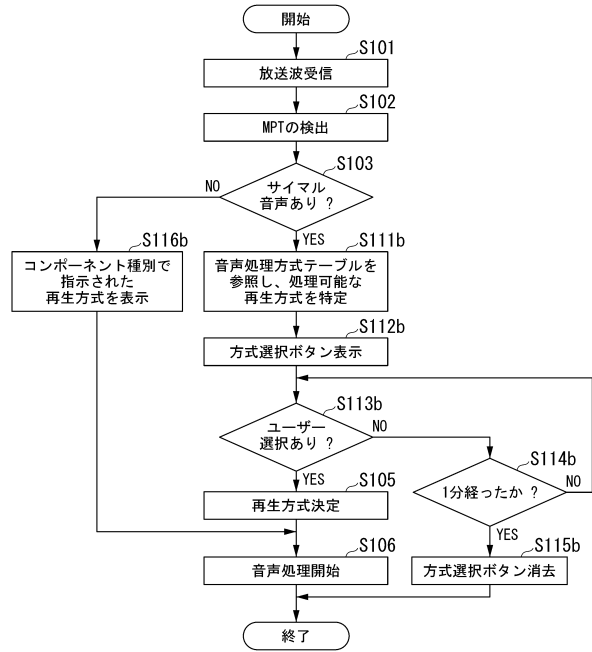 開始
S101
放送波受信
S102
MPTの検出
S103
サイマル
音声あり ?
NO
YES
S116b
コンポーネント種別で
指示された
再生方式を表示
S111b
音声処理方式テーブルを
参照し、処理可能な
再生方式を特定
S112b
方式選択ボタン表示
S113b
ユーザー
選択あり ?
NO
YES
S114b
1分経ったか ?
NO
YES
S105
再生方式決定
S115b
方式選択ボタン消去
S106
音声処理開始
終了